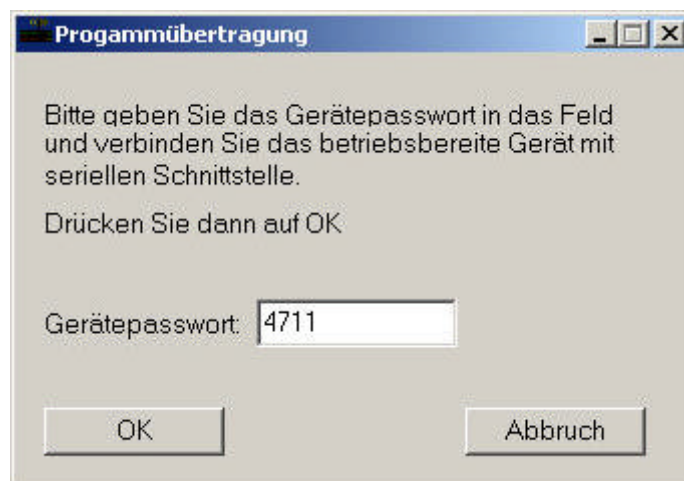 Progammübertragung
Bitte geben Sie das Gerätepasswort in das Feld
und verbinden Sie das betriebsbereite Gerät mit
seriellen Schnittstelle.
Drücken Sie dann auf OK
Gerätepasswort: 4711
OK Abbruch